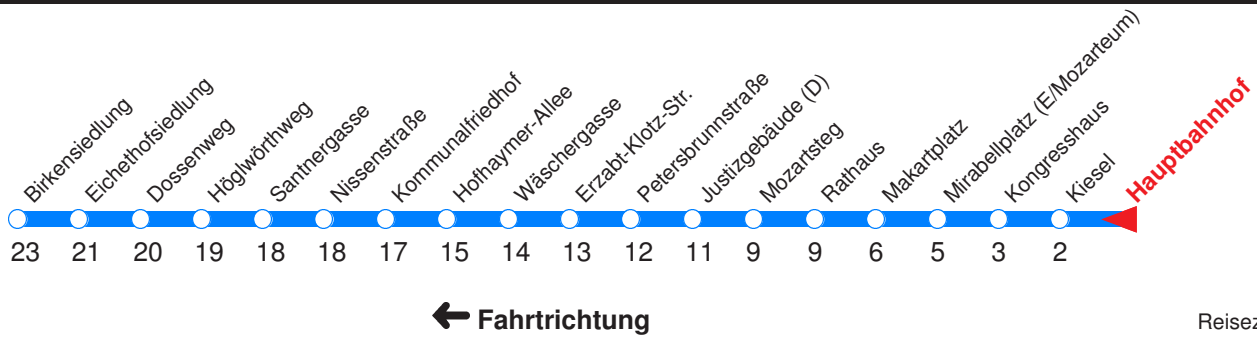 Birkensiedlung
Eichethofsiedlung
Dossenweg
Höglwörthweg
Santnergasse
Nissenstraße
Kommunalfriedhof
Hofhaymer-Allee
Wäschergasse
Erzabt-Klotz-Str.
Petersbrunnstraße
Justizgebäude (D)
Mozartsteg
Rathaus
Makartplatz
Mirabellplatz (E/Mozarteum)
Kongresshaus
Kiesel
Hauptbahnhof
23 21 20 19 18 18 17 15 14 13 12 11 9 9 6 5 3 2
Fahrtrichtung
Reisez